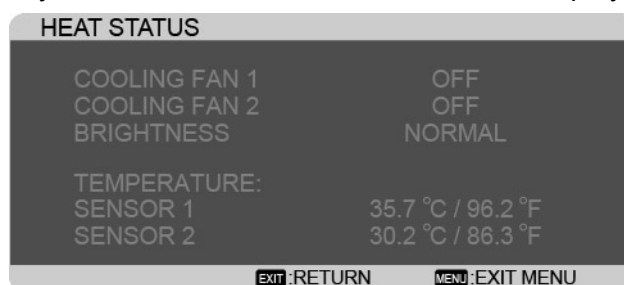 HEAT STATUS
COOLING FAN 1 OFF
COOLING FAN 2 OFF
BRIGHTNESS NORMAL
TEMPERATURE:
SENSOR 1 35.7 °C / 96.2 °F
SENSOR 2 30.2 °C / 86.3 °F
EXIT:RETURN MENU:EXIT MENU